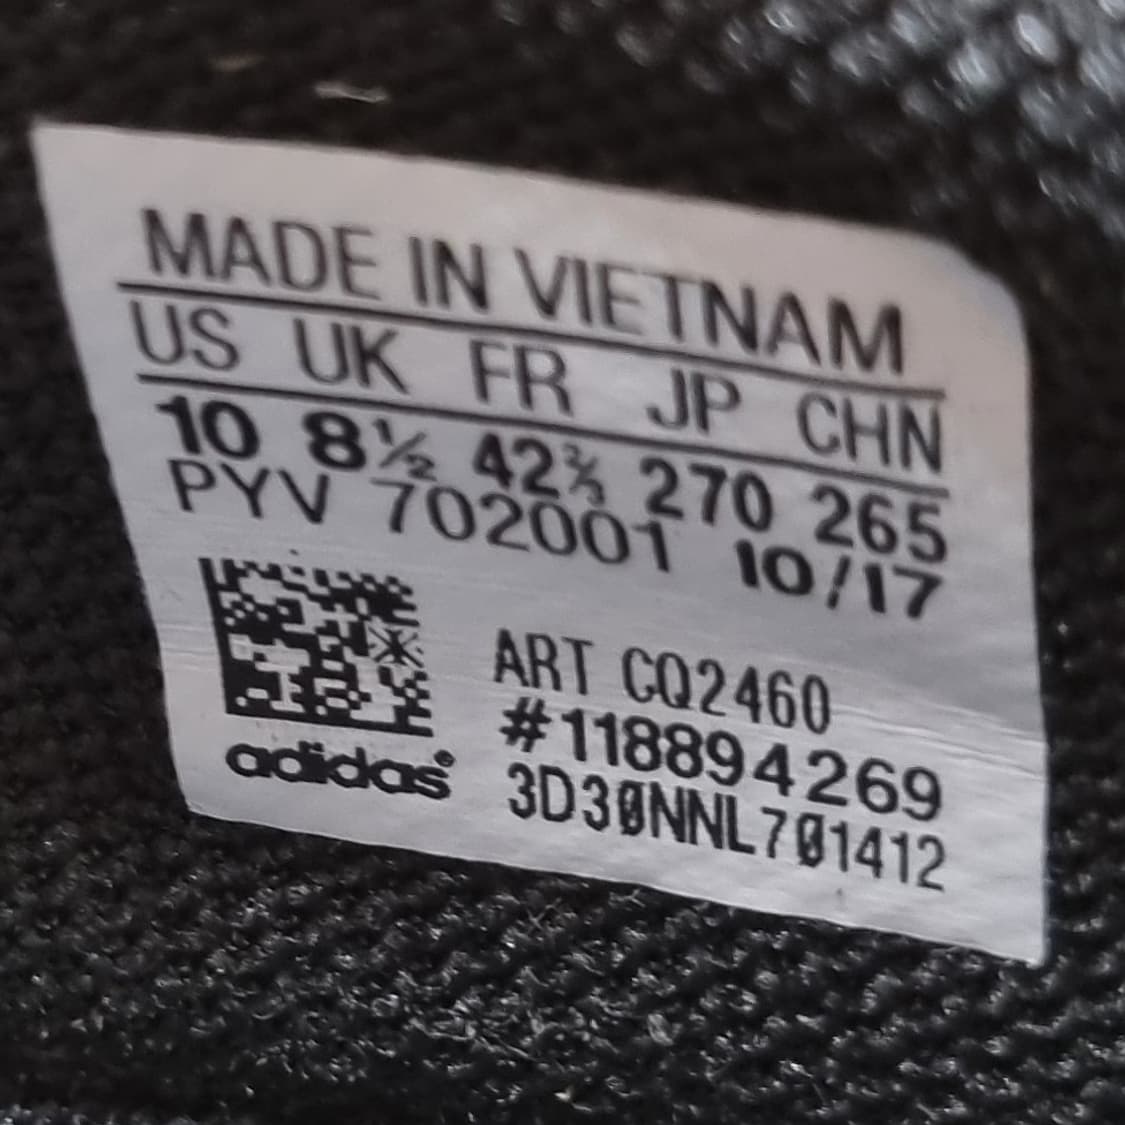 MADE IN VIETNAM
US UK FR JP CHN
10 8½ 42⅔ 270 265
PYV 702001 10/17
ART CQ2460
#118894269
3D30NNL701412
adidas®